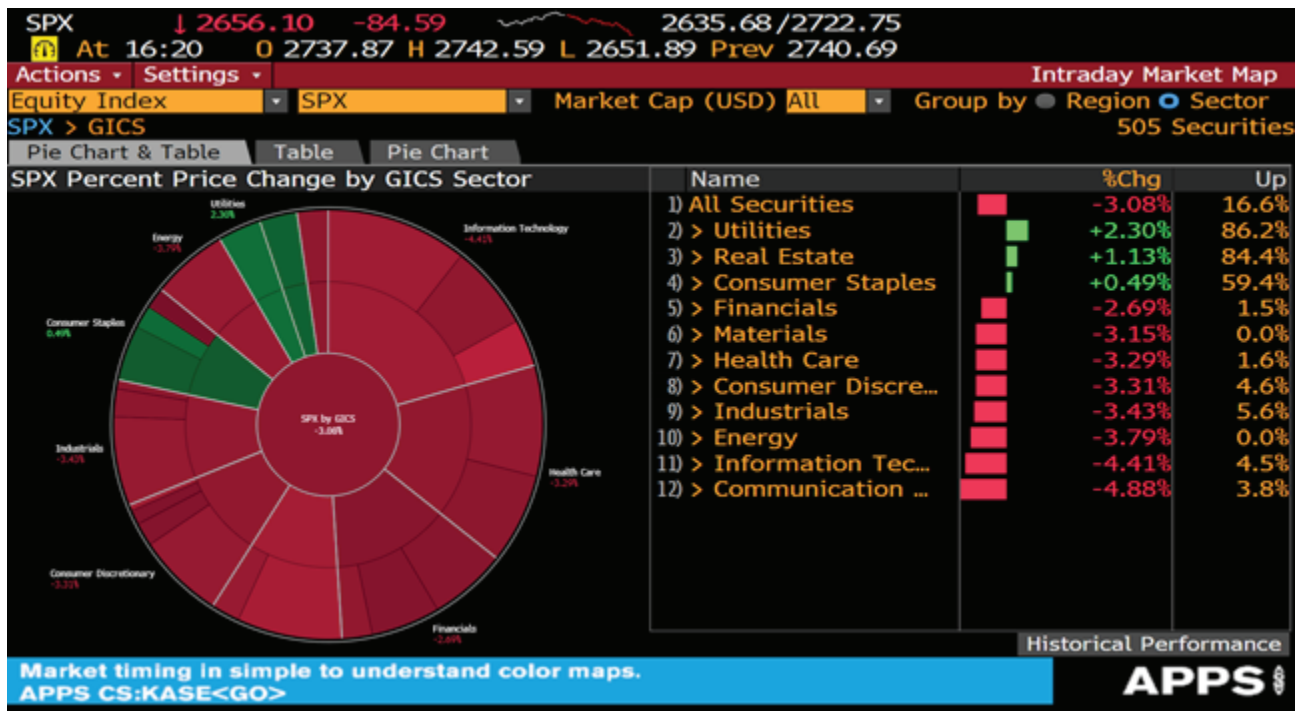 SPX ↓ 2656.10 -84.59 2635.68/2722.75
At 16:20 O 2737.87 H 2742.59 L 2651.89 Prev 2740.69
Actions Settings Intraday Market Map
Equity Index SPX Market Cap (USD) All Group by Region Sector
SPX > GICS 505 Securities
Pie Chart & Table Table Pie Chart
SPX Percent Price Change by GICS Sector
Utilities
2.30%
Energy
-3.79%
Information Technology
-4.41%
Consumer Staples
0.49%
SPX by GICS
-3.08%
Industrials
-3.43%
Health Care
-3.29%
Consumer Discretionary
-3.31%
Financials
-2.69%
Name %Chg Up
1) All Securities -3.08% 16.6%
2) > Utilities +2.30% 86.2%
3) > Real Estate +1.13% 84.4%
4) > Consumer Staples +0.49% 59.4%
5) > Financials -2.69% 1.5%
6) > Materials -3.15% 0.0%
7) > Health Care -3.29% 1.6%
8) > Consumer Discre... -3.31% 4.6%
9) > Industrials -3.43% 5.6%
10) > Energy -3.79% 0.0%
11) > Information Tec... -4.41% 4.5%
12) > Communication ... -4.88% 3.8%
Historical Performance
Market timing in simple to understand color maps.
APPS CS:KASE<GO>
APPS